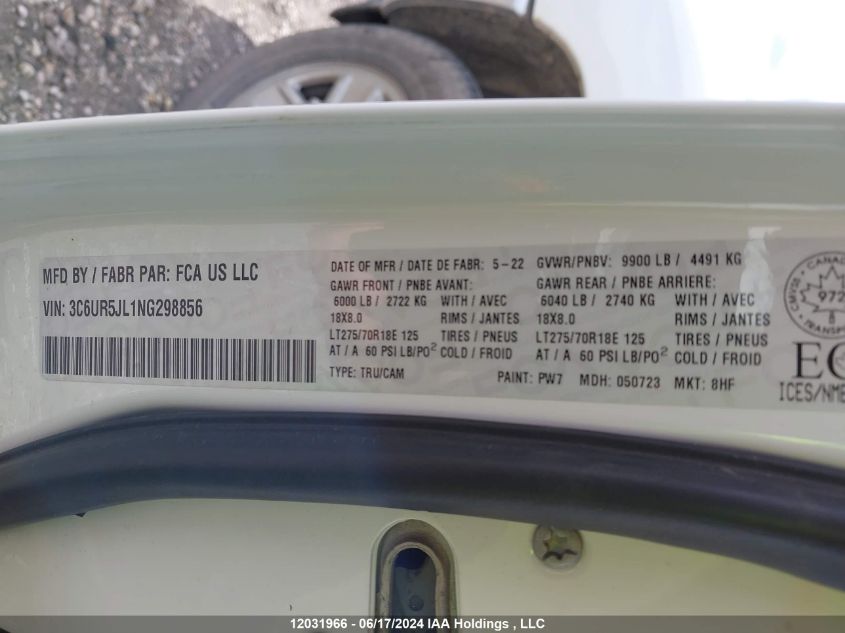 MFD BY / FABR PAR: FCA US LLC
VIN: 3C6UR5JL1NG298856
DATE OF MFR / DATE DE FABR: 5-22 GVWR/PNBV: 9900 LB / 4491 KG
GAWR FRONT / PNBE AVANT: GAWR REAR / PNBE ARRIERE:
6000 LB / 2722 KG WITH / AVEC 6040 LB / 2740 KG WITH / AVEC
18X8.0 RIMS / JANTES 18X8.0 RIMS / JANTES
LT275/70R18E 125 TIRES / PNEUS LT275/70R18E 125 TIRES / PNEUS
AT / A 60 PSI LB/PO² COLD / FROID AT / A 60 PSI LB/PO² COLD / FROID
TYPE: TRU/CAM PAINT: PW7 MDH: 050723 MKT: 8HF
CMVSS
972
8
12031966 - 06/17/2024 IAA Holdings , LLC